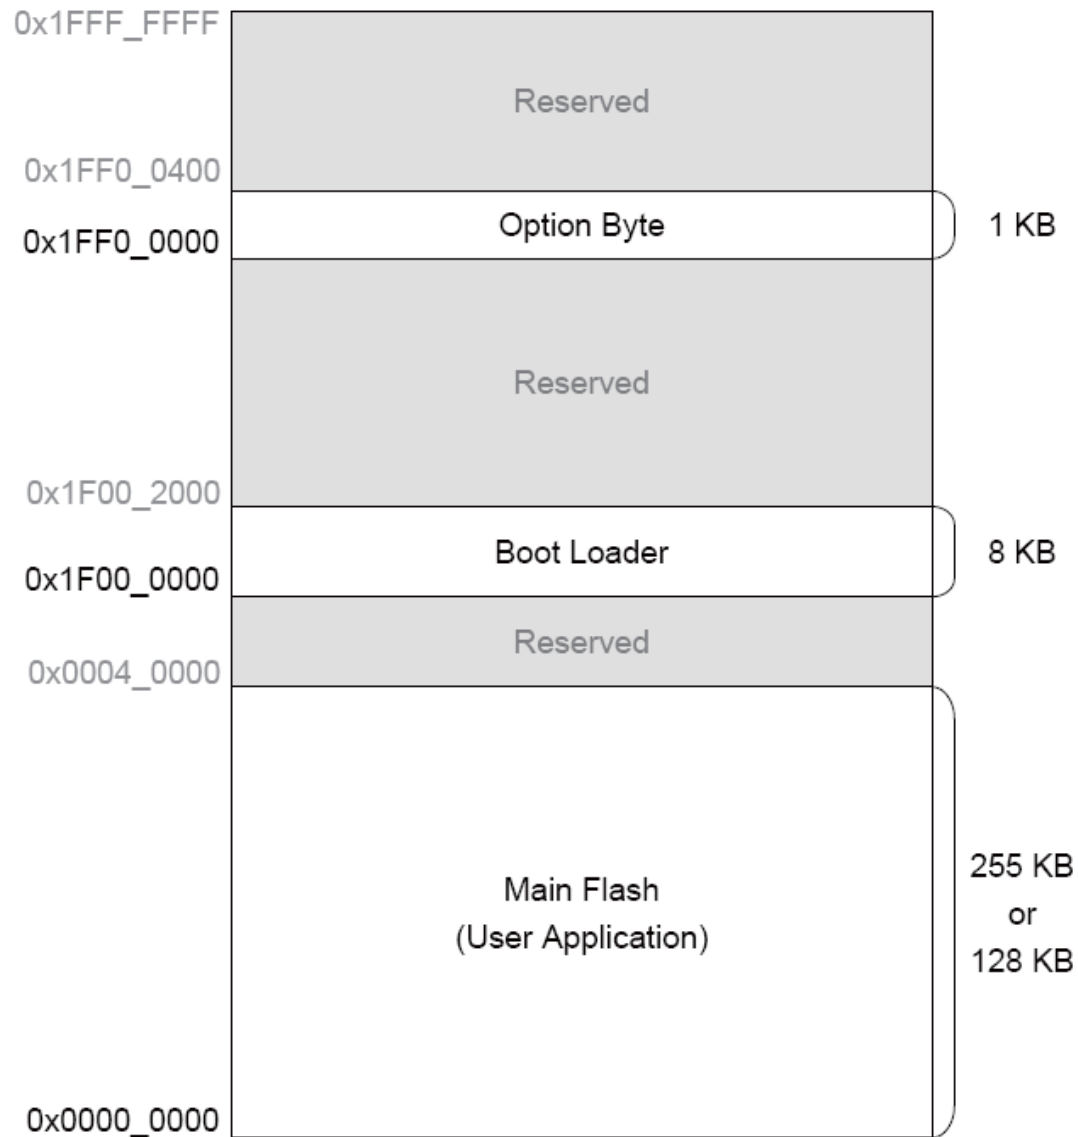 0x1FFF_FFFF
Reserved
0x1FF0_0400
Option Byte
1 KB
0x1FF0_0000
Reserved
0x1F00_2000
Boot Loader
8 KB
0x1F00_0000
Reserved
0x0004_0000
Main Flash
(User Application)
255 KB
or
128 KB
0x0000_0000